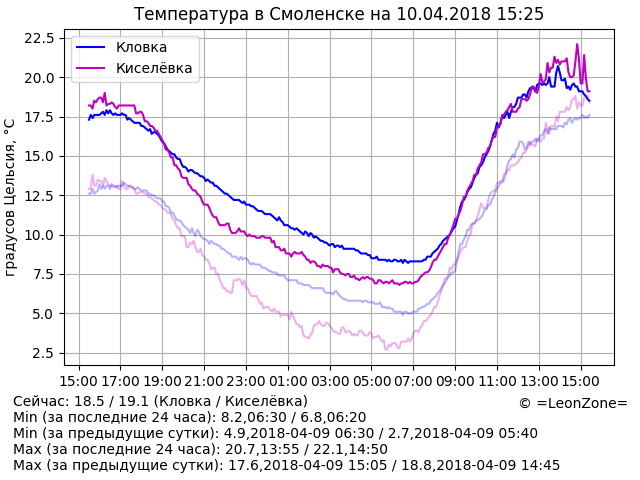 Температура в Смоленске на 10.04.2018 15:25
22.5
20.0
17.5
15.0
12.5
10.0
7.5
5.0
2.5
градусов Цельсия, °C
Кловка
Киселёвка
15:00 17:00 19:00 21:00 23:00 01:00 03:00 05:00 07:00 09:00 11:00 13:00 15:00
Сейчас: 18.5 / 19.1 (Кловка / Киселёвка)
© =LeonZone=
Min (за последние 24 часа): 8.2,06:30 / 6.8,06:20
Min (за предыдущие сутки): 4.9,2018-04-09 06:30 / 2.7,2018-04-09 05:40
Max (за последние 24 часа): 20.7,13:55 / 22.1,14:50
Max (за предыдущие сутки): 17.6,2018-04-09 15:05 / 18.8,2018-04-09 14:45